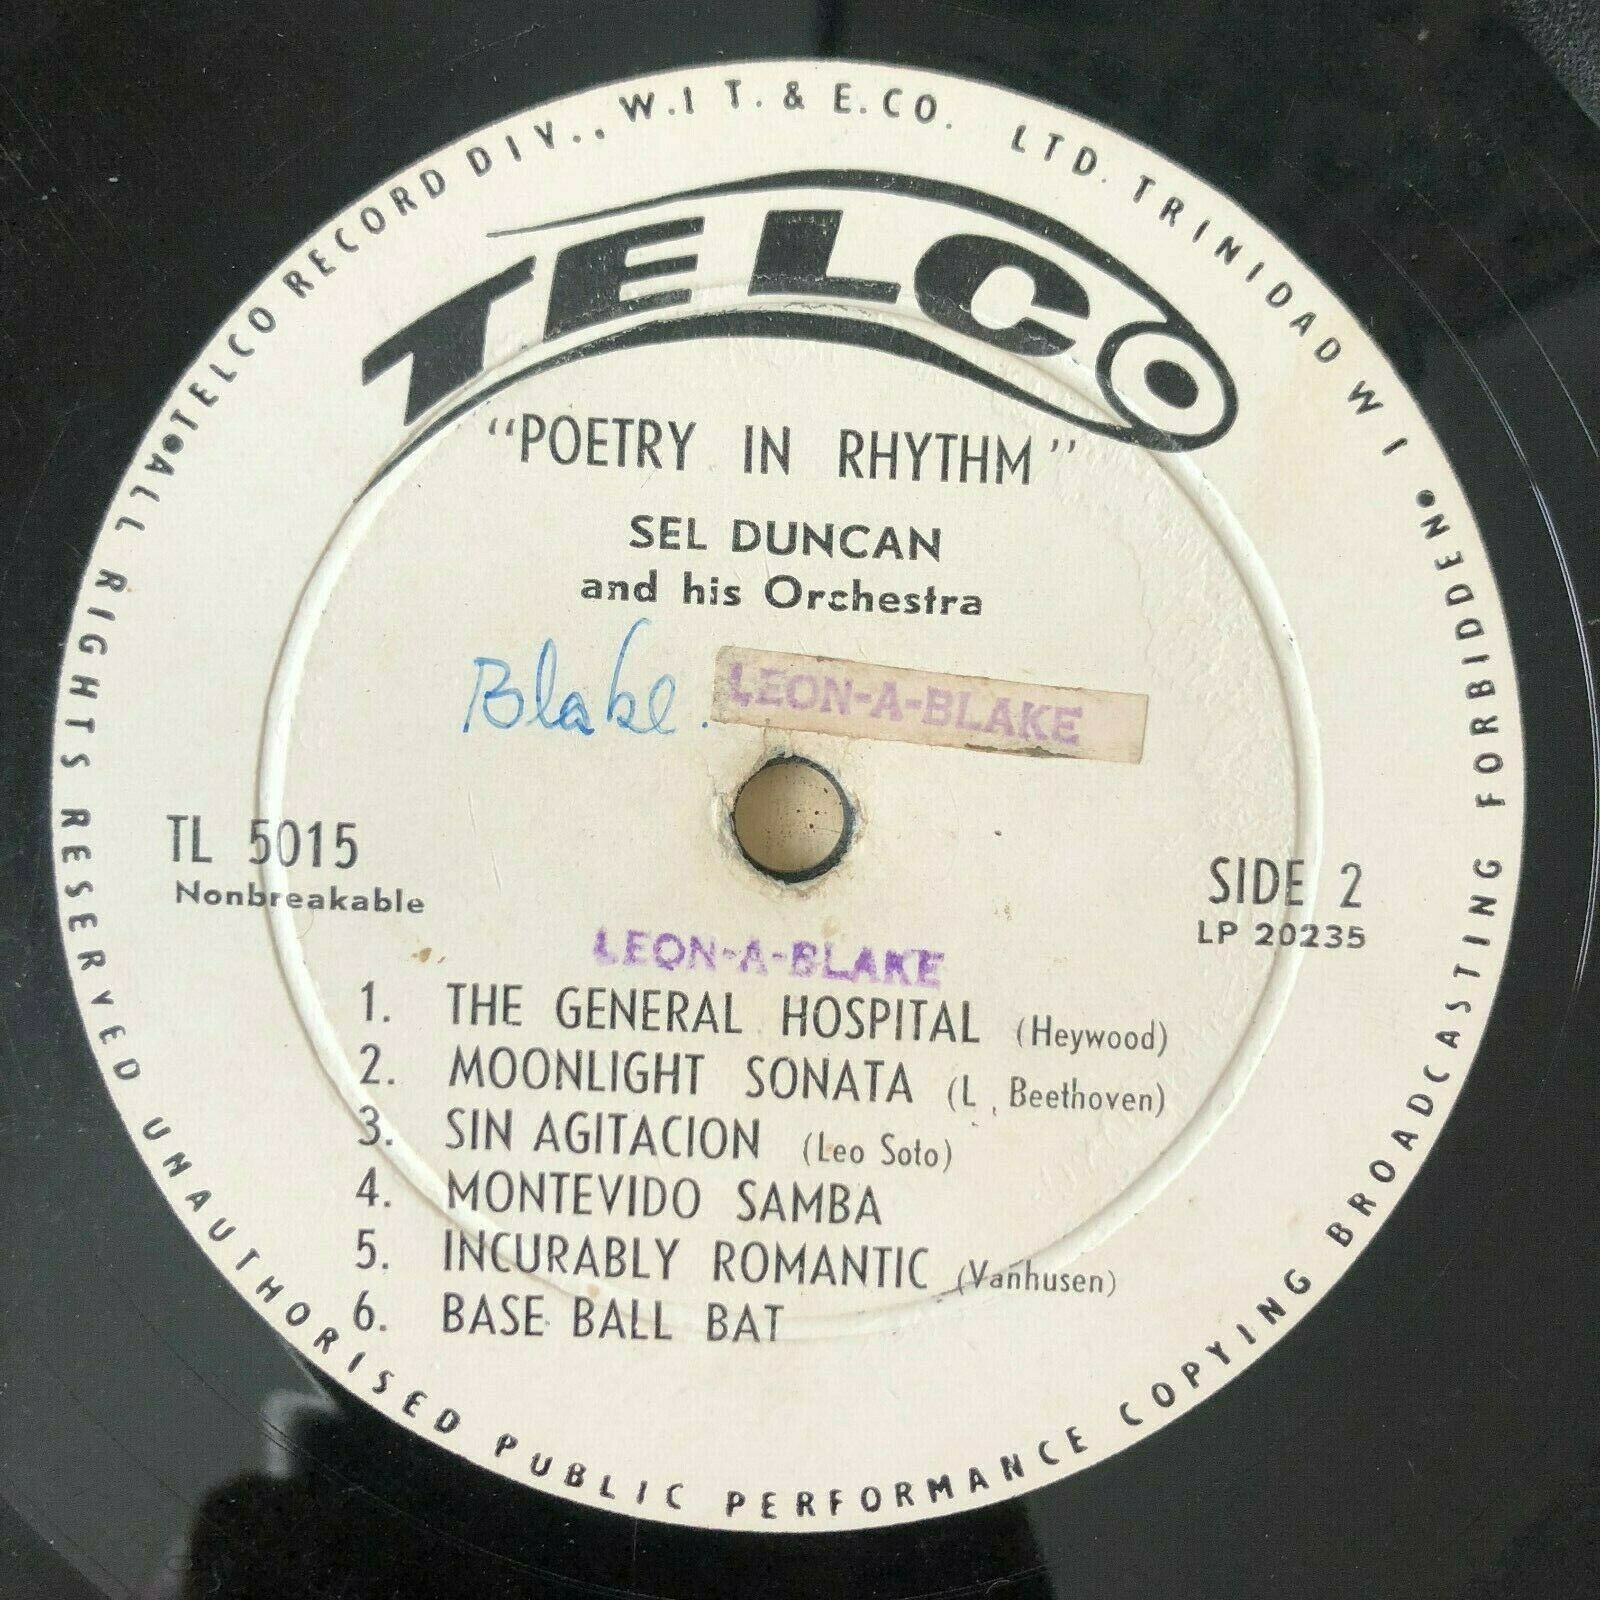 TELCO RECORD DIV., W.I T. & E.CO. LTD. TRINIDAD W I
TELCO
"POETRY IN RHYTHM"
SEL DUNCAN
and his Orchestra
Blake. LEON-A-BLAKE
TL 5015
Nonbreakable
SIDE 2
LP 20235
LEON-A-BLAKE
1. THE GENERAL HOSPITAL (Heywood)
2. MOONLIGHT SONATA (L. Beethoven)
3. SIN AGITACION (Leo Soto)
4. MONTEVIDO SAMBA
5. INCURABLY ROMANTIC (Vanhusen)
6. BASE BALL BAT
ALL RIGHTS RESERVED UNAUTHORISED PUBLIC PERFORMANCE COPYING BROADCASTING FORBIDDEN